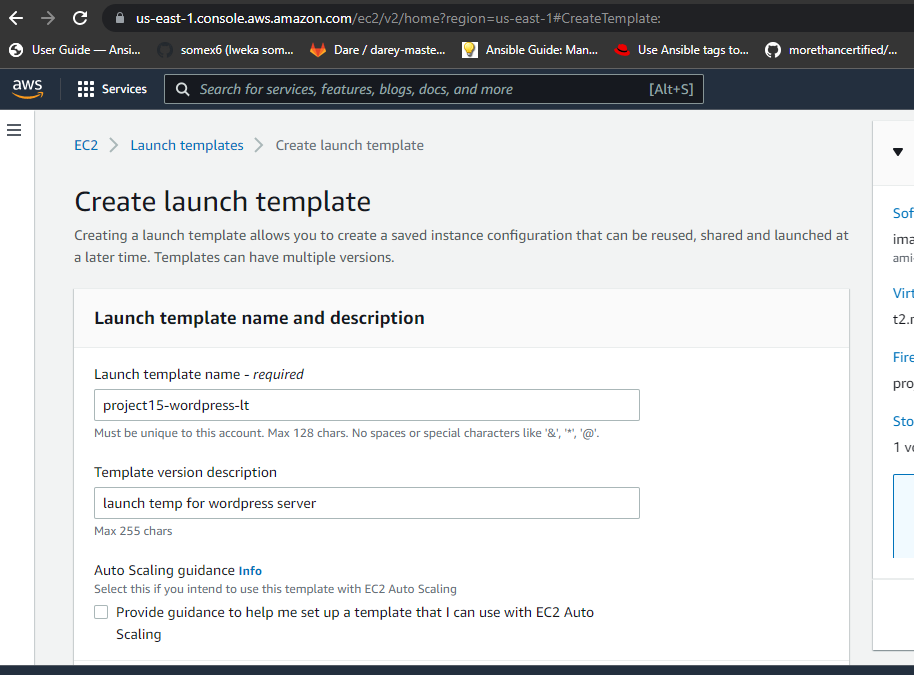 us-east-1.console.aws.amazon.com/ec2/v2/home?region=us-east-1#CreateTemplate:
User Guide — Ansi...
somex6 (lweka som...
Dare / darey-maste...
Ansible Guide: Man...
Use Ansible tags to...
morethancertified/...
aws
Services
Search for services, features, blogs, docs, and more
[Alt+S]
EC2
Launch templates
Create launch template
Create launch template
Creating a launch template allows you to create a saved instance configuration that can be reused, shared and launched at
a later time. Templates can have multiple versions.
Launch template name and description
Launch template name - required
project15-wordpress-lt
Must be unique to this account. Max 128 chars. No spaces or special characters like '&', '*', '@'.
Template version description
launch temp for wordpress server
Max 255 chars
Auto Scaling guidance Info
Select this if you intend to use this template with EC2 Auto Scaling
Provide guidance to help me set up a template that I can use with EC2 Auto
Scaling
Sof
ima
ami-
Virt
t2.
Fire
pro
Sto
1 v